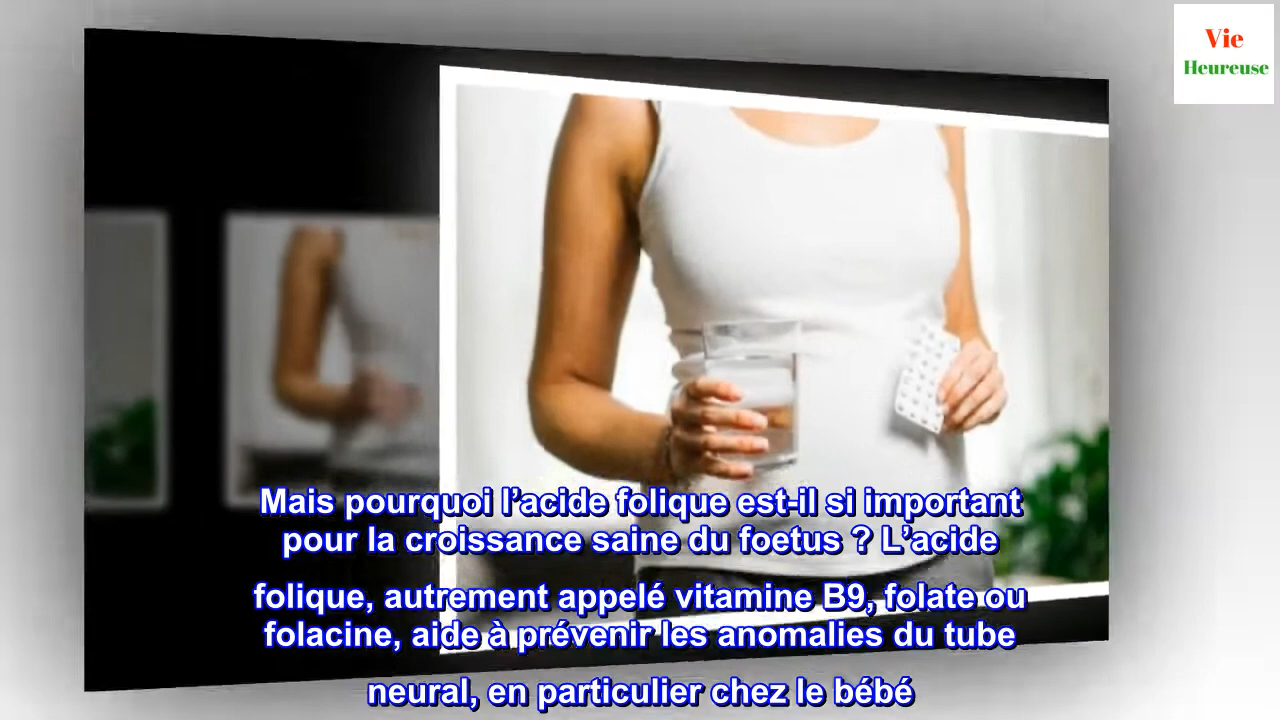 Vie
Heureuse
Mais pourquoi l’acide folique est-il si important
pour la croissance saine du foetus ? L’acide
folique, autrement appelé vitamine B9, folate ou
folacine, aide à prévenir les anomalies du tube
neural, en particulier chez le bébé